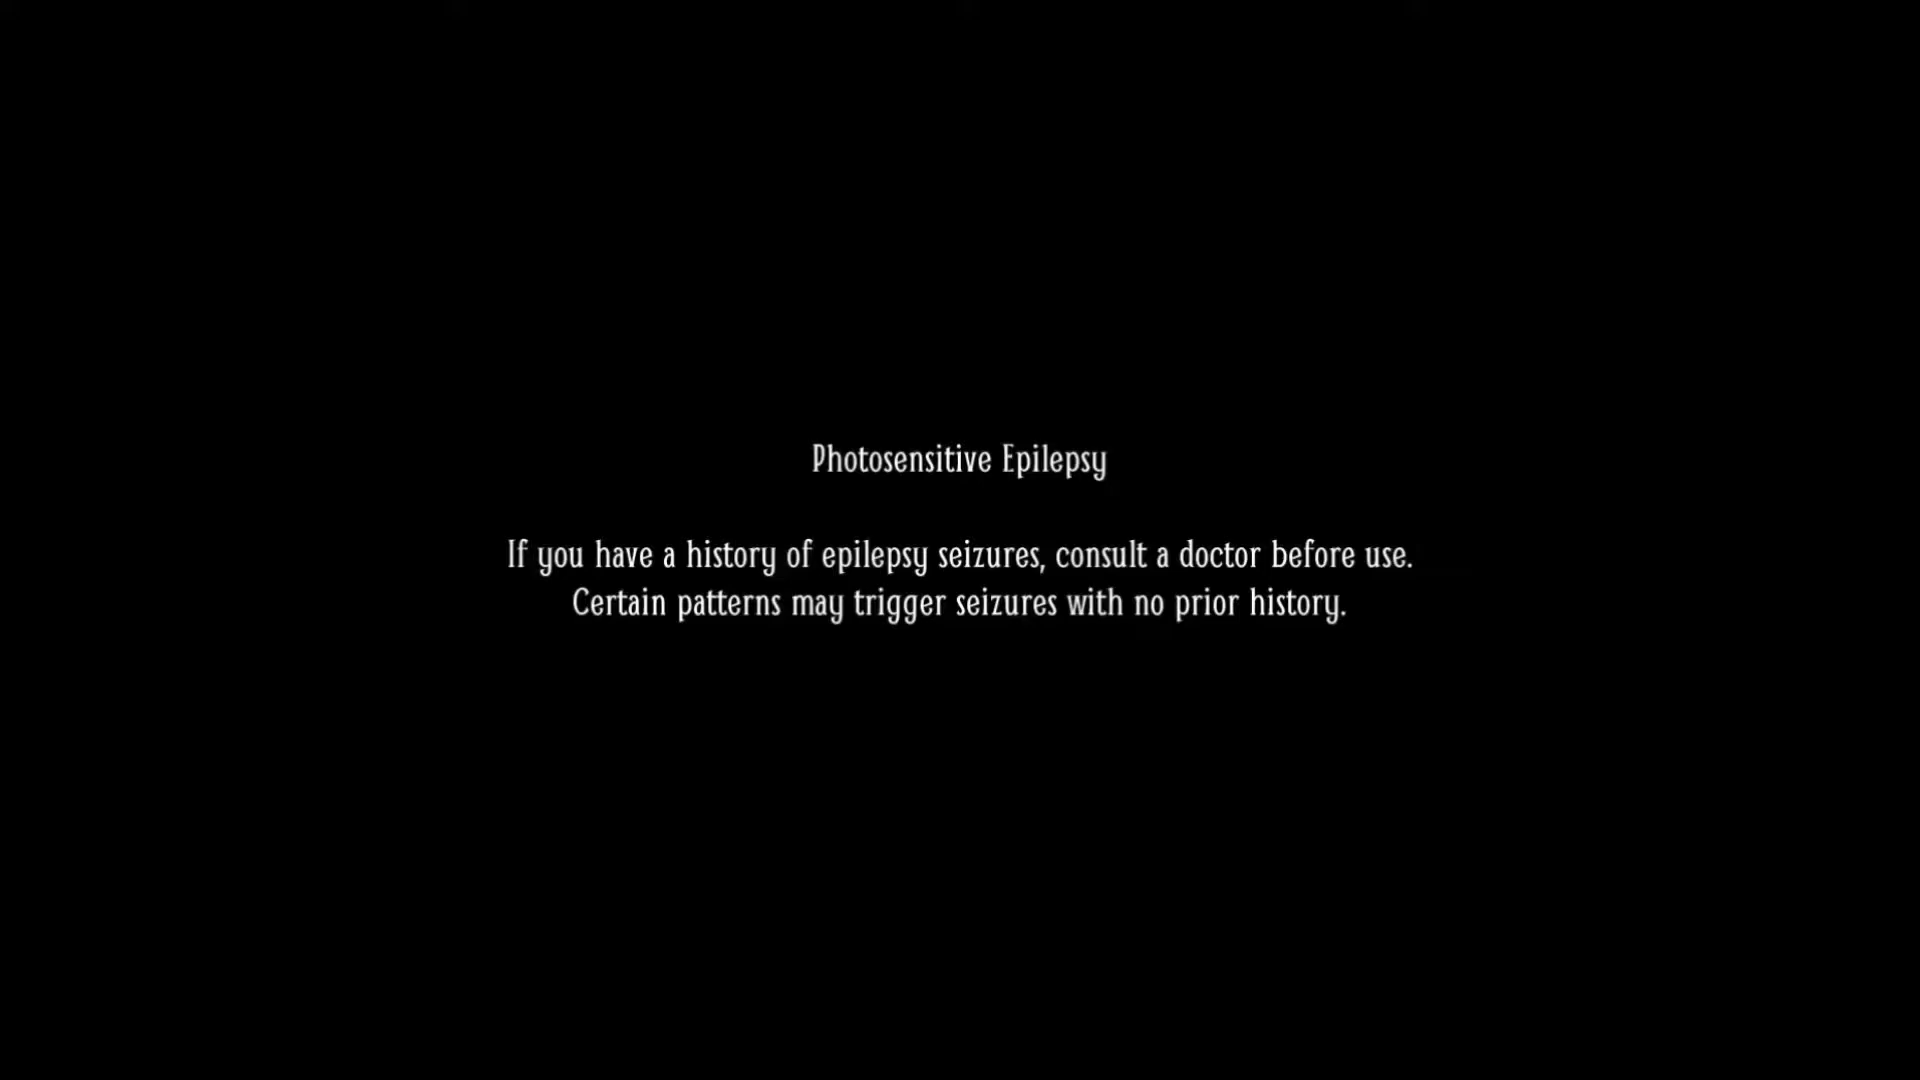 Photosensitive Epilepsy
If you have a history of epilepsy seizures, consult a doctor before use.
Certain patterns may trigger seizures with no prior history.